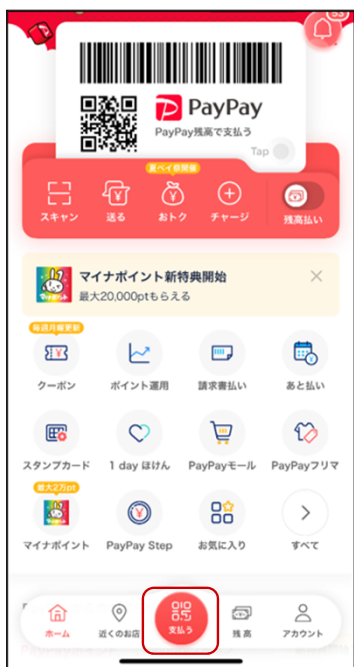 53
PayPay
PayPay残高で支払う
Tap
夏ペイ祭開催
スキャン
送る
おトク
チャージ
残高払い
マイナポイント新特典開始
最大20,000ptもらえる
毎週月曜更新
クーポン
ポイント運用
請求書払い
あと払い
スタンプカード
1 day ほけん
PayPayモール
PayPayフリマ
最大2万pt
マイナポイント
PayPay Step
お気に入り
すべて
ホーム
近くのお店
支払う
残高
アカウント